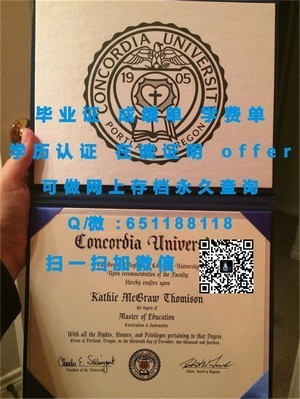 CONCORDIA UNIVERSITY
19 05
PORTLAND, OREGON
毕业证 成绩单 学费单
学历认证 在读证明 offer
可做网上存档永久查询
Q/微:651188118
Concordia Univer
扫一扫加微信
Recommendation of the Faculty
Hereby confers upon
Kathie McGraw Thomison
the degree of
Master of Education
Curriculum & Instruction
With all the Rights, Honors, and Privileges pertaining to that Degree.